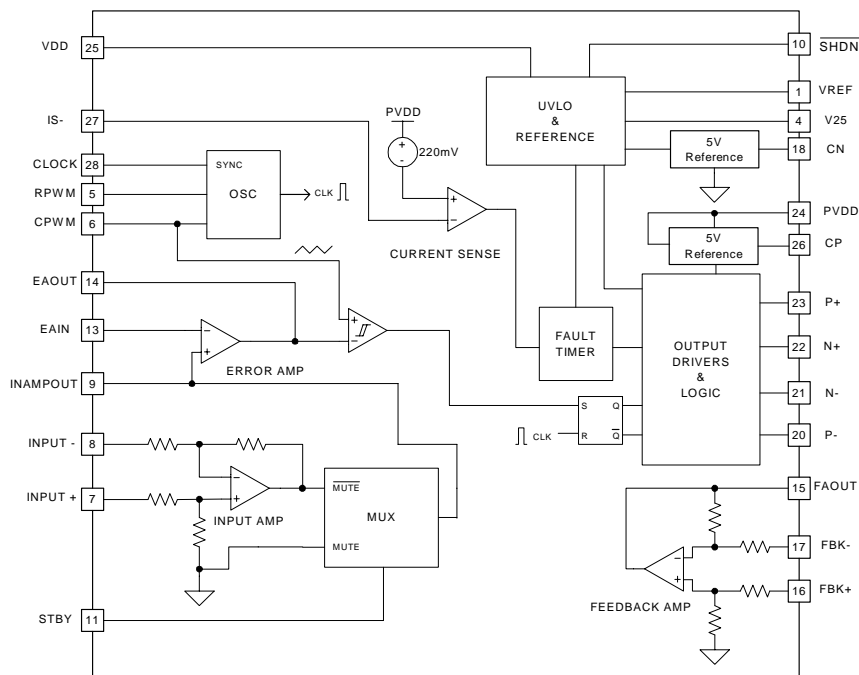 VDD 25
10 SHDN
1 VREF
IS- 27
PVDD
UVLO
&
REFERENCE
4 V25
+
-
220mV
5V
Reference
18 CN
CLOCK 28
SYNC
RPWM 5
OSC
CLK
CPWM 6
+
−
CURRENT SENSE
24 PVDD
5V
Reference
26 CP
EAOUT 14
23 P+
EAIN 13
−
+
+
−
ERROR AMP
FAULT
TIMER
OUTPUT
DRIVERS
&
LOGIC
22 N+
INAMPOUT 9
21 N-
S Q
R Q
CLK
20 P-
INPUT - 8
INPUT + 7
−
+
INPUT AMP
MUTE
MUX
MUTE
15 FAOUT
17 FBK-
−
+
16 FBK+
FEEDBACK AMP
STBY 11